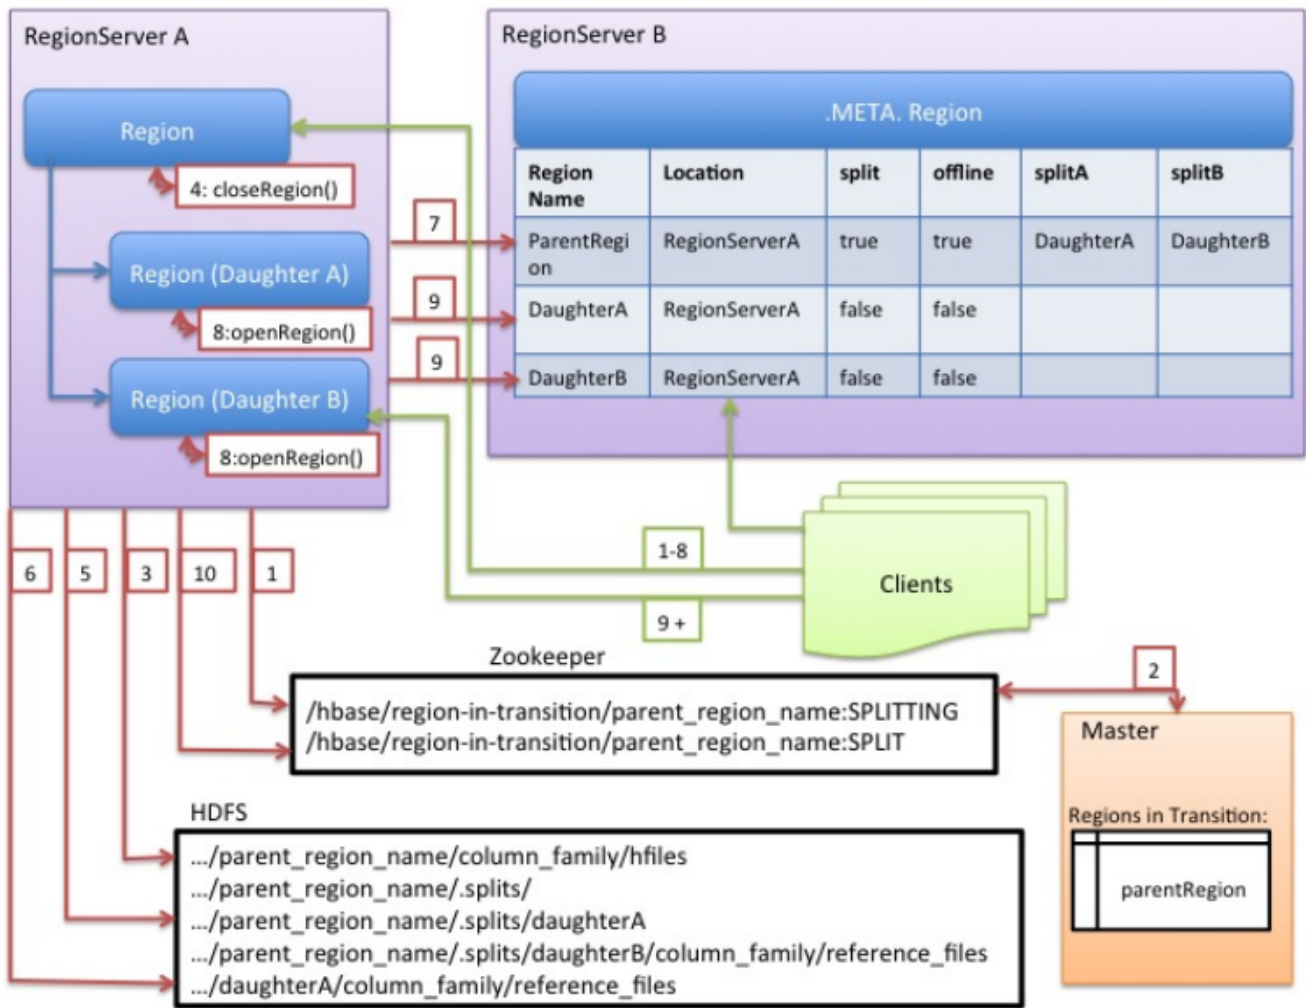 RegionServer A
Region
4: closeRegion()
Region (Daughter A)
8:openRegion()
Region (Daughter B)
8:openRegion()
7
9
9
RegionServer B
.META. Region
Region Name
Location
split
offline
splitA
splitB
ParentRegi
on
RegionServerA
true
true
DaughterA
DaughterB
DaughterA
RegionServerA
false
false
DaughterB
RegionServerA
false
false
6
5
3
10
1
1-8
9 +
Clients
Zookeeper
/hbase/region-in-transition/parent_region_name:SPLITTING
/hbase/region-in-transition/parent_region_name:SPLIT
2
Master
Regions in Transition:
parentRegion
HDFS
.../parent_region_name/column_family/hfiles
.../parent_region_name/.splits/
.../parent_region_name/.splits/daughterA
.../parent_region_name/.splits/daughterB/column_family/reference_files
.../daughterA/column_family/reference_files